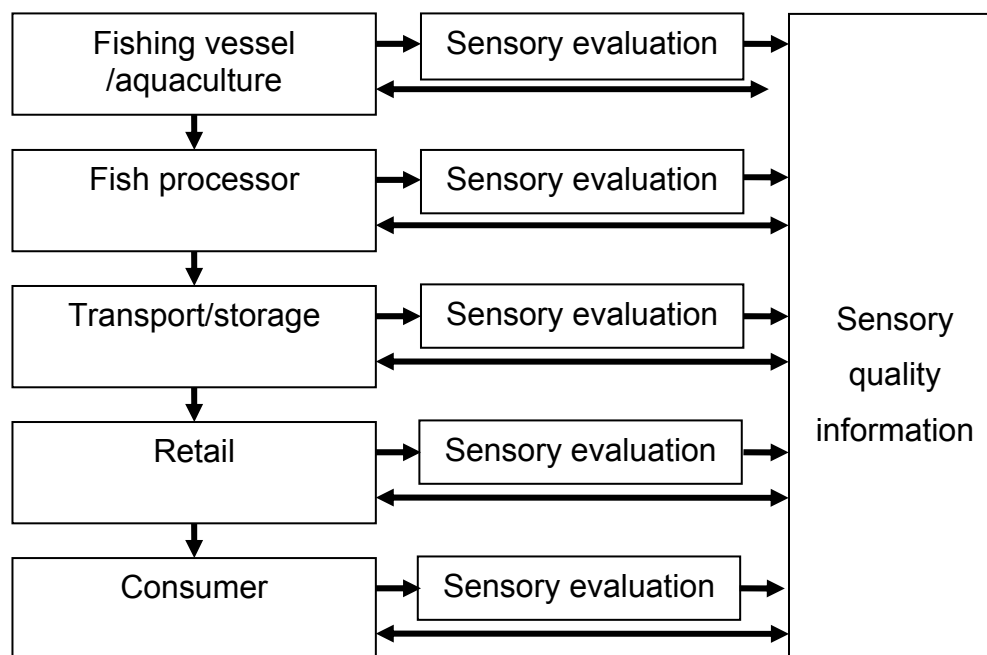 Fishing vessel
/aquaculture
Sensory evaluation
Fish processor
Sensory evaluation
Transport/storage
Sensory evaluation
Retail
Sensory evaluation
Consumer
Sensory evaluation
Sensory
quality
information